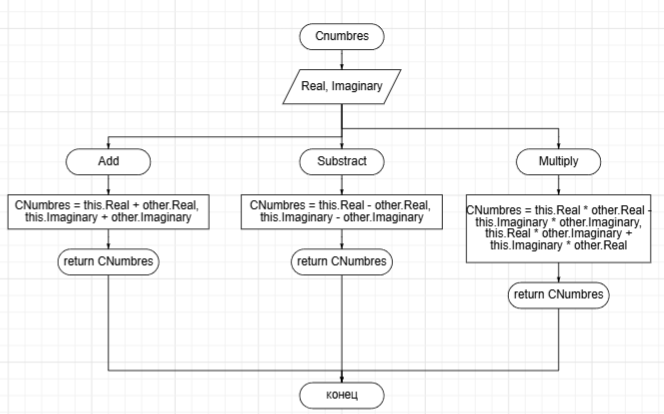 Cnumbres
Real, Imaginary
Add
Substract
Multiply
CNumbres = this.Real + other.Real,
this.Imaginary + other.Imaginary
CNumbres = this.Real - other.Real,
this.Imaginary - other.Imaginary
CNumbres = this.Real * other.Real -
this.Imaginary * other.Imaginary,
this.Real * other.Imaginary +
this.Imaginary * other.Real
return CNumbres
return CNumbres
return CNumbres
конец